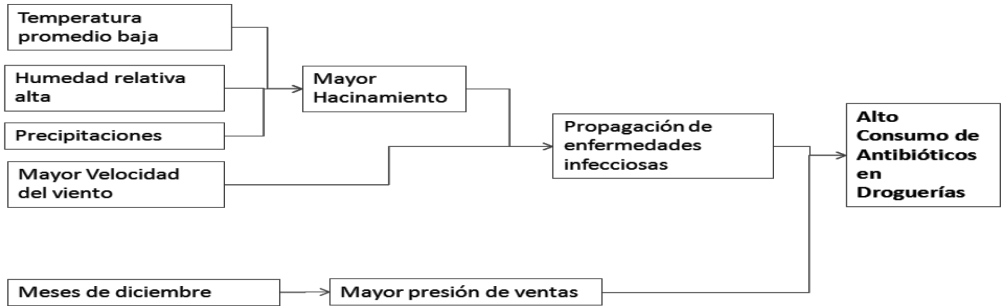 Temperatura
promedio baja
Humedad relativa
alta
Precipitaciones
Mayor Velocidad
del viento
Mayor
Hacinamiento
Propagación de
enfermedades
infecciosas
Alto
Consumo de
Antibióticos
en
Droguerías
Meses de diciembre
Mayor presión de ventas